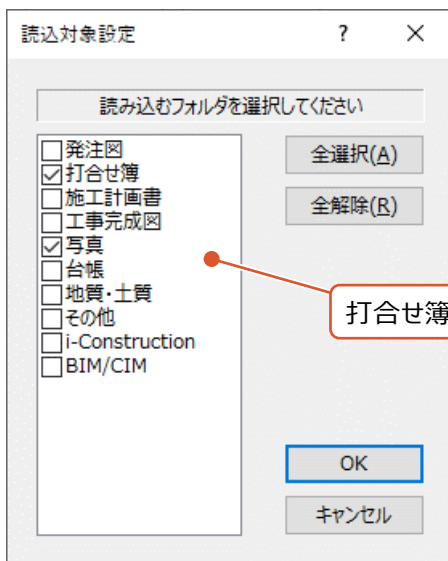 読込対象設定
?
×
読み込むフォルダを選択してください
発注図
打合せ簿
施工計画書
工事完成図
写真
台帳
地質・土質
その他
i-Construction
BIM/CIM
全選択(A)
全解除(R)
打合せ簿
OK
キャンセル